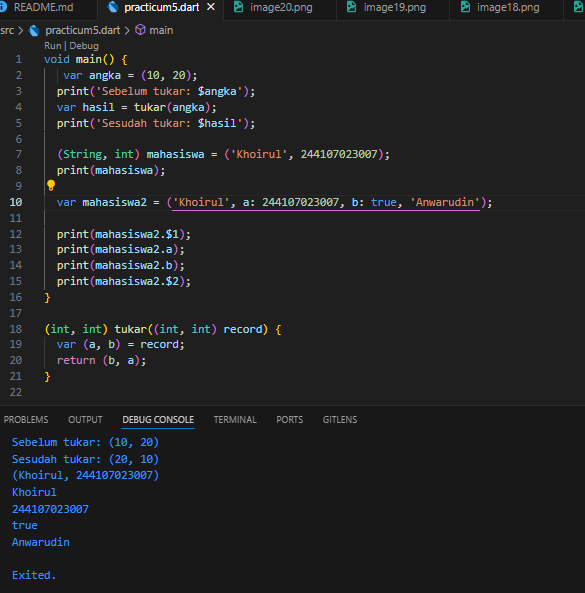 README.md practicum5.dart image20.png image19.png image18.png
src > practicum5.dart > main
Run | Debug
1 void main() {
2 var angka = (10, 20);
3 print('Sebelum tukar: $angka');
4 var hasil = tukar(angka);
5 print('Sesudah tukar: $hasil');
6
7 (String, int) mahasiswa = ('Khoirul', 244107023007);
8 print(mahasiswa);
9
10 var mahasiswa2 = ('Khoirul', a: 244107023007, b: true, 'Anwarudin');
11
12 print(mahasiswa2.$1);
13 print(mahasiswa2.a);
14 print(mahasiswa2.b);
15 print(mahasiswa2.$2);
16 }
17
18 (int, int) tukar((int, int) record) {
19 var (a, b) = record;
20 return (b, a);
21 }
22
PROBLEMS OUTPUT DEBUG CONSOLE TERMINAL PORTS GITLENS
Sebelum tukar: (10, 20)
Sesudah tukar: (20, 10)
(Khoirul, 244107023007)
Khoirul
244107023007
true
Anwarudin
Exited.